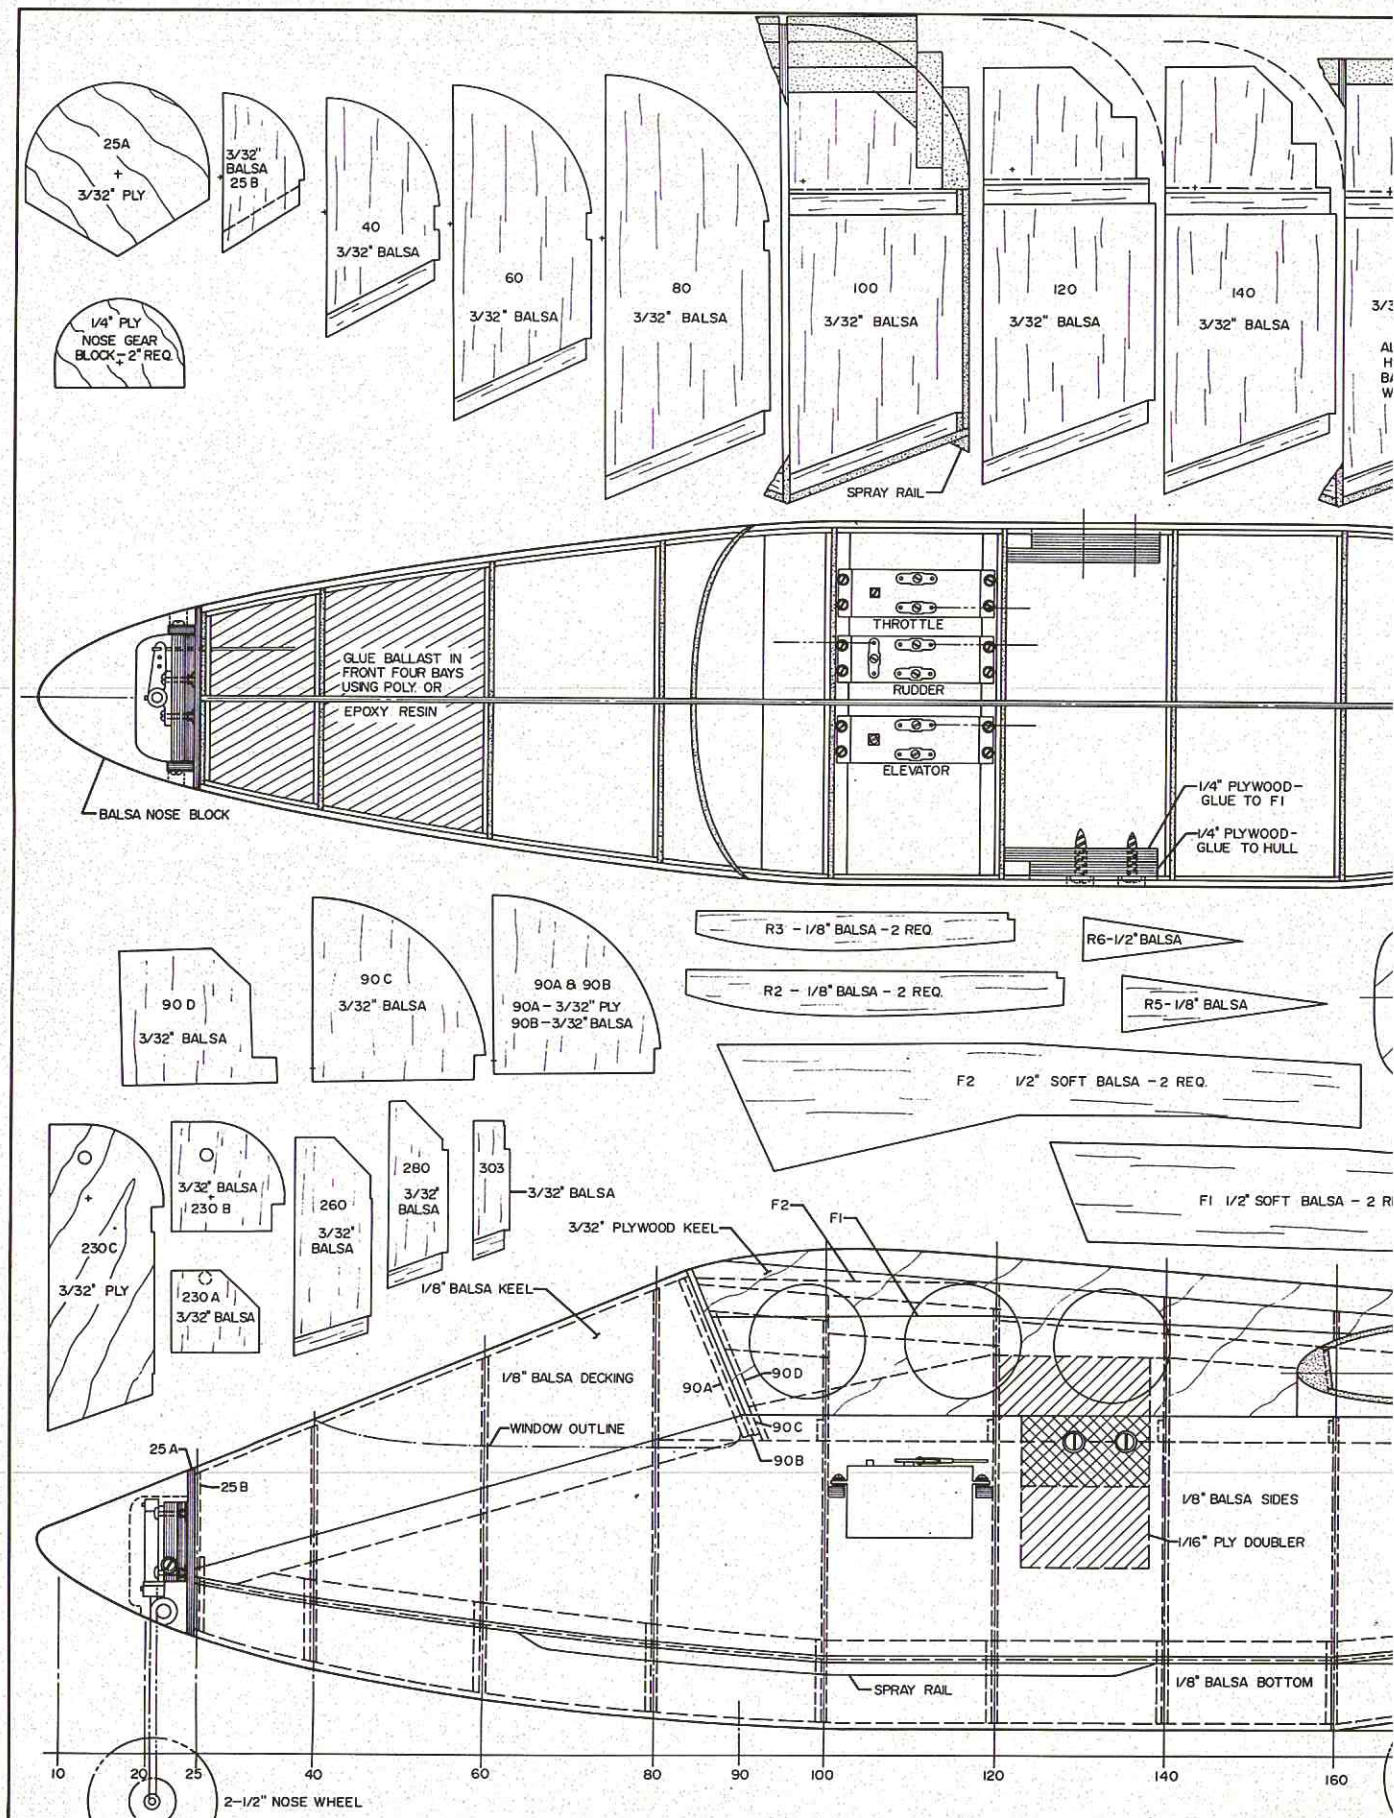 25A
3/32" PLY
3/32"
BALSA
25 B
40
3/32" BALSA
60
3/32" BALSA
80
3/32" BALSA
100
3/32" BALSA
120
3/32" BALSA
140
3/32" BALSA
1/4" PLY
NOSE GEAR
BLOCK-2" REQ.
SPRAY RAIL
GLUE BALLAST IN
FRONT FOUR BAYS
USING POLY. OR
EPOXY RESIN
THROTTLE
RUDDER
ELEVATOR
BALSA NOSE BLOCK
1/4" PLYWOOD-
GLUE TO F1
1/4" PLYWOOD-
GLUE TO HULL
90 D
3/32" BALSA
90 C
3/32" BALSA
90A & 90B
90A - 3/32" PLY
90B - 3/32" BALSA
R3 - 1/8" BALSA - 2 REQ.
R6-1/2" BALSA
R2 - 1/8" BALSA - 2 REQ.
R5-1/8" BALSA
F2 1/2" SOFT BALSA - 2 REQ.
F1 1/2" SOFT BALSA - 2
230C
3/32" PLY
3/32" BALSA
230 B
230 A
3/32" BALSA
260
3/32"
BALSA
280
3/32"
BALSA
303
3/32" BALSA
3/32" PLYWOOD KEEL
F2
F1
1/8" BALSA KEEL
1/8" BALSA DECKING
WINDOW OUTLINE
90A
90D
90C
90B
25 A
25 B
1/8" BALSA SIDES
1/16" PLY DOUBLER
SPRAY RAIL
1/8" BALSA BOTTOM
10 20 25 40 60 80 90 100 120 140 160
2-1/2" NOSE WHEEL